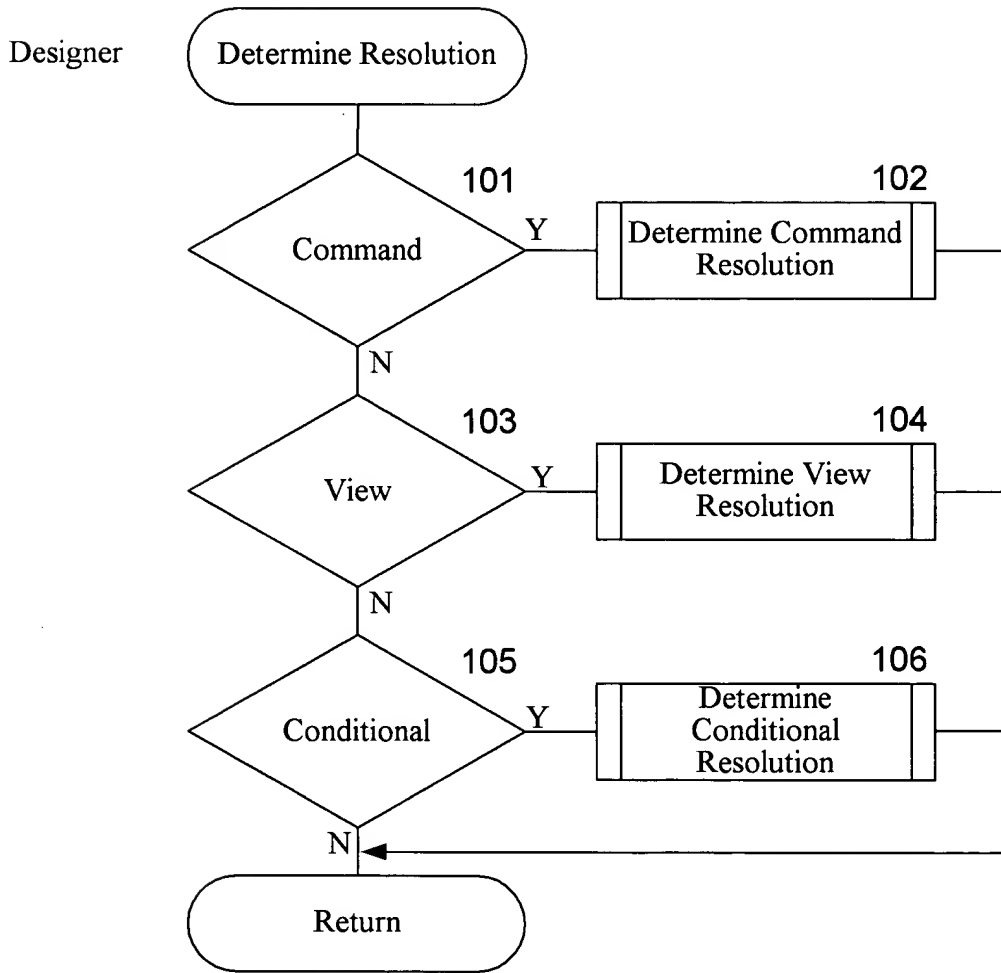 Designer
Determine Resolution
101
102
Command
Y
Determine Command
Resolution
N
103
104
View
Y
Determine View
Resolution
N
105
106
Conditional
Y
Determine
Conditional
Resolution
N
Return